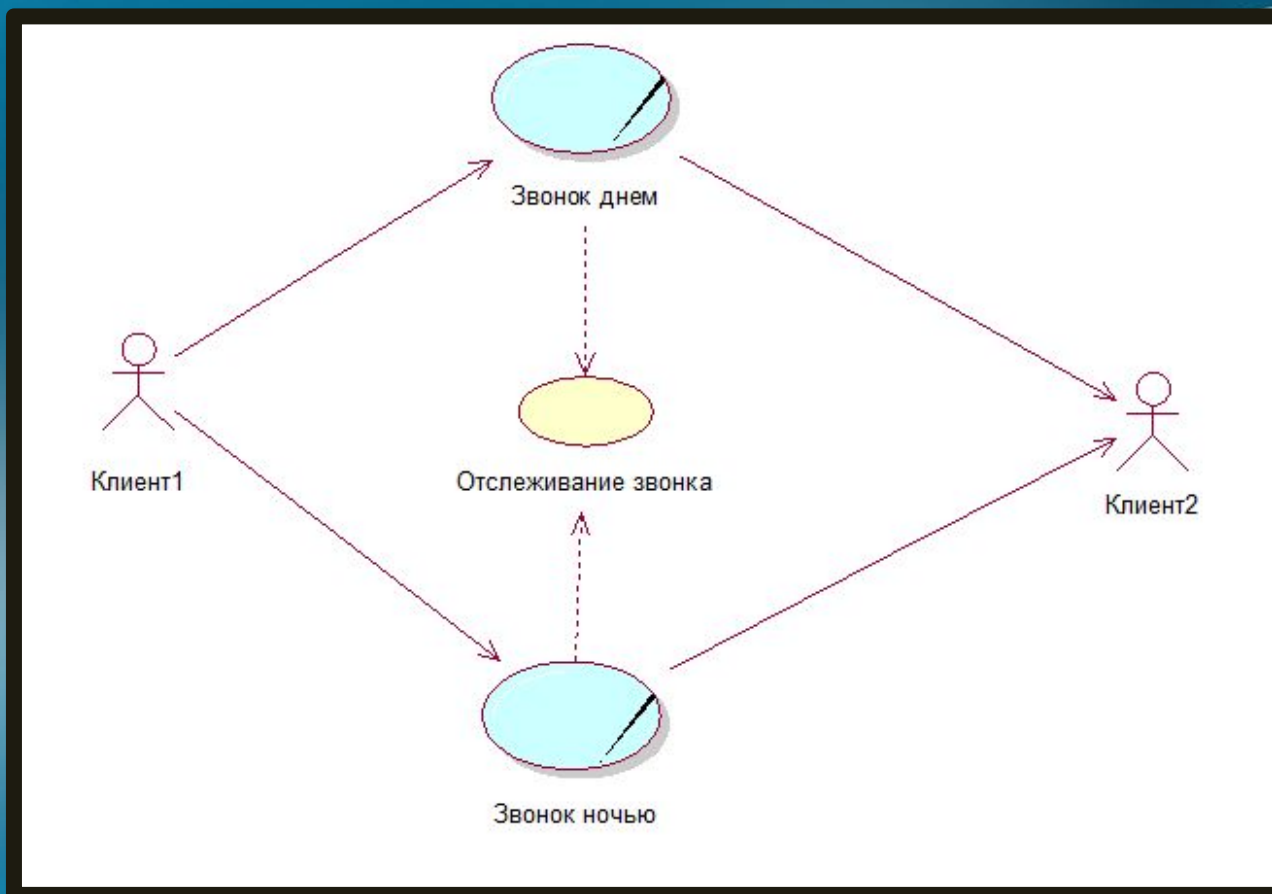 Звонок днем
Клиент1
Отслеживание звонка
Клиент2
Звонок ночью